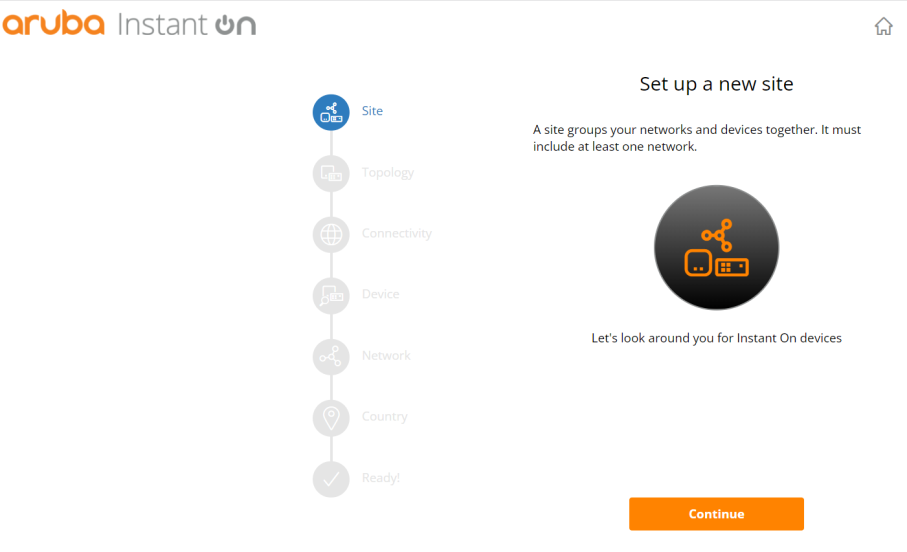 aruba Instant On
Set up a new site
Site
A site groups your networks and devices together. It must
include at least one network.
Topology
Connectivity
Device
Let's look around you for Instant On devices
Network
Country
Ready!
Continue